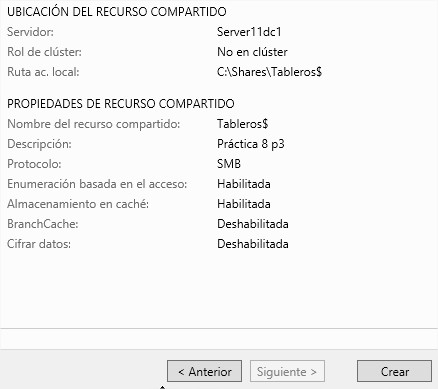 UBICACIÓN DEL RECURSO COMPARTIDO
Servidor: Server11dc1
Rol de clúster: No en clúster
Ruta ac. local: C:\Shares\Tableros$
PROPIEDADES DE RECURSO COMPARTIDO
Nombre del recurso compartido: Tableros$
Descripción: Práctica 8 p3
Protocolo: SMB
Enumeración basada en el acceso: Habilitada
Almacenamiento en caché: Habilitada
BranchCache: Deshabilitada
Cifrar datos: Deshabilitada
< Anterior Siguiente > Crear